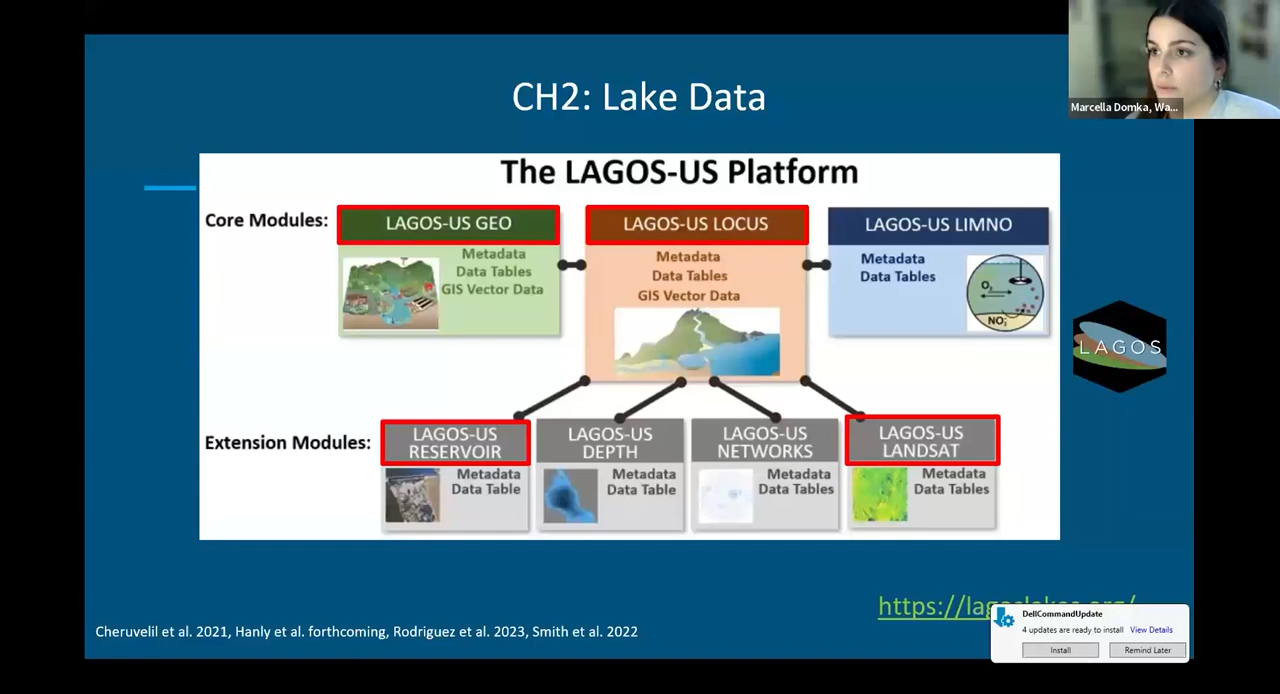 CH2: Lake Data
Marcella Domka, Wa...
The LAGOS-US Platform
Core Modules:
LAGOS-US GEO
Metadata
Data Tables
GIS Vector Data
LAGOS-US LOCUS
Metadata
Data Tables
GIS Vector Data
LAGOS-US LIMNO
Metadata
Data Tables
O₂
NO₃⁻
LAGOS
Extension Modules:
LAGOS-US
RESERVOIR
Metadata
Data Table
LAGOS-US
DEPTH
Metadata
Data Table
LAGOS-US
NETWORKS
Metadata
Data Tables
LAGOS-US
LANDSAT
Metadata
Data Tables
https://lagoslakes.org/
Cheruvelil et al. 2021, Hanly et al. forthcoming, Rodriguez et al. 2023, Smith et al. 2022
DellCommandUpdate
4 updates are ready to install View Details
Install
Remind Later